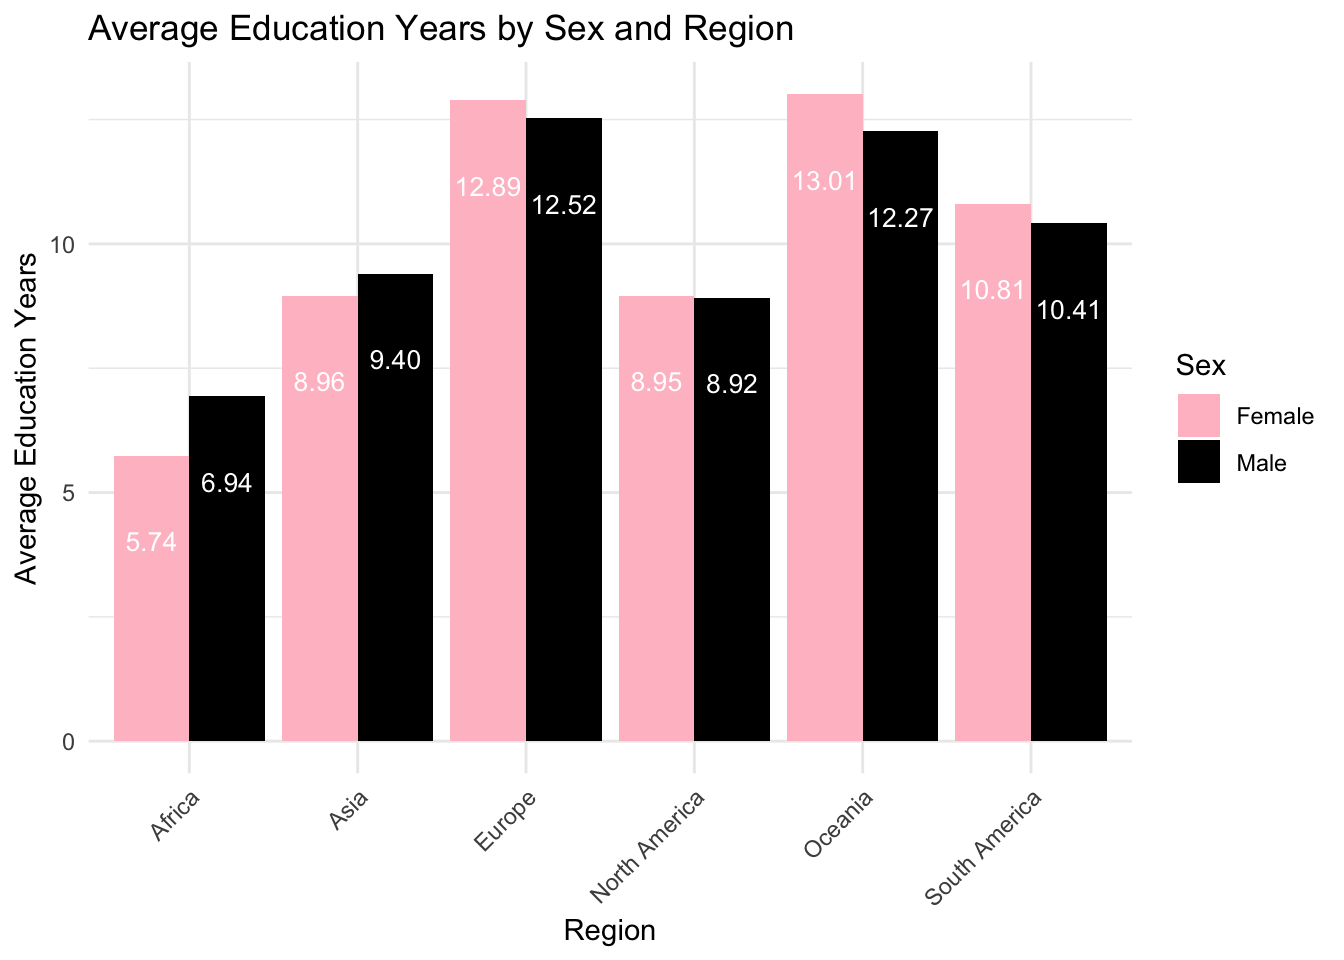 Average Education Years by Sex and Region
Average Education Years
10
5
0
12.89
12.52
13.01
12.27
10.81
10.41
8.96
9.40
8.95
8.92
5.74
6.94
Sex
Female
Male
Africa
Asia
Europe
North America
Oceania
South America
Region